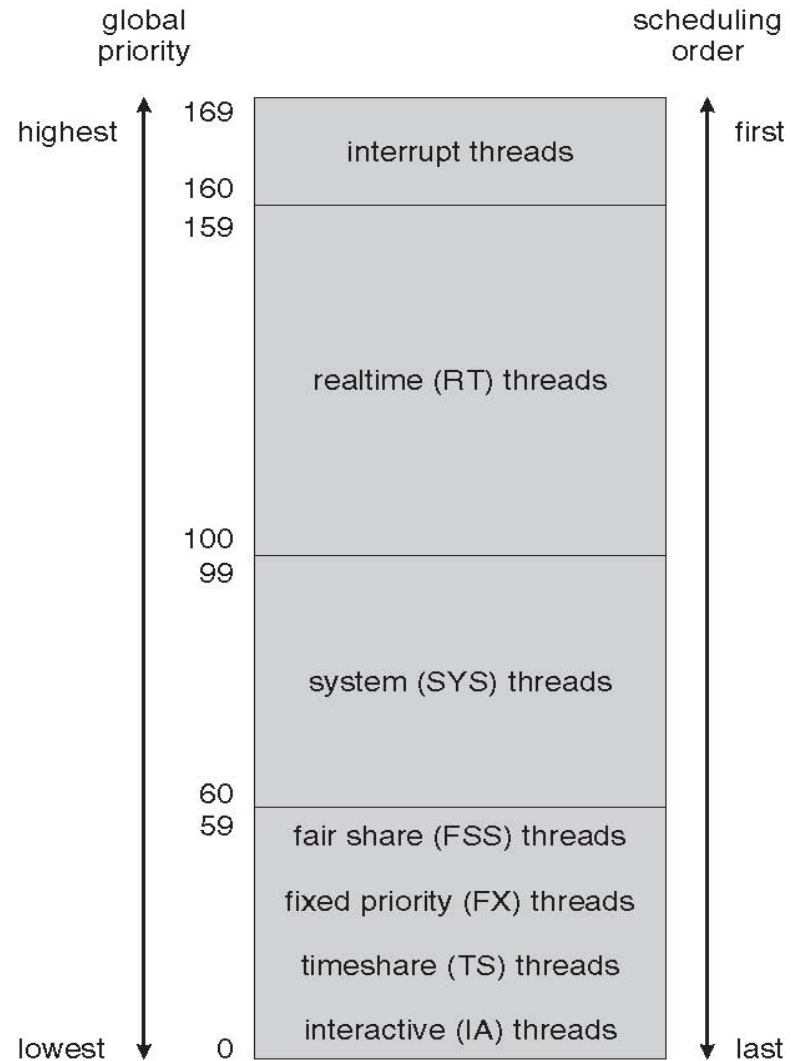 global
priority
scheduling
order
highest
169
interrupt threads
first
160
159
realtime (RT) threads
100
99
system (SYS) threads
60
59
fair share (FSS) threads
fixed priority (FX) threads
timeshare (TS) threads
interactive (IA) threads
lowest
0
last